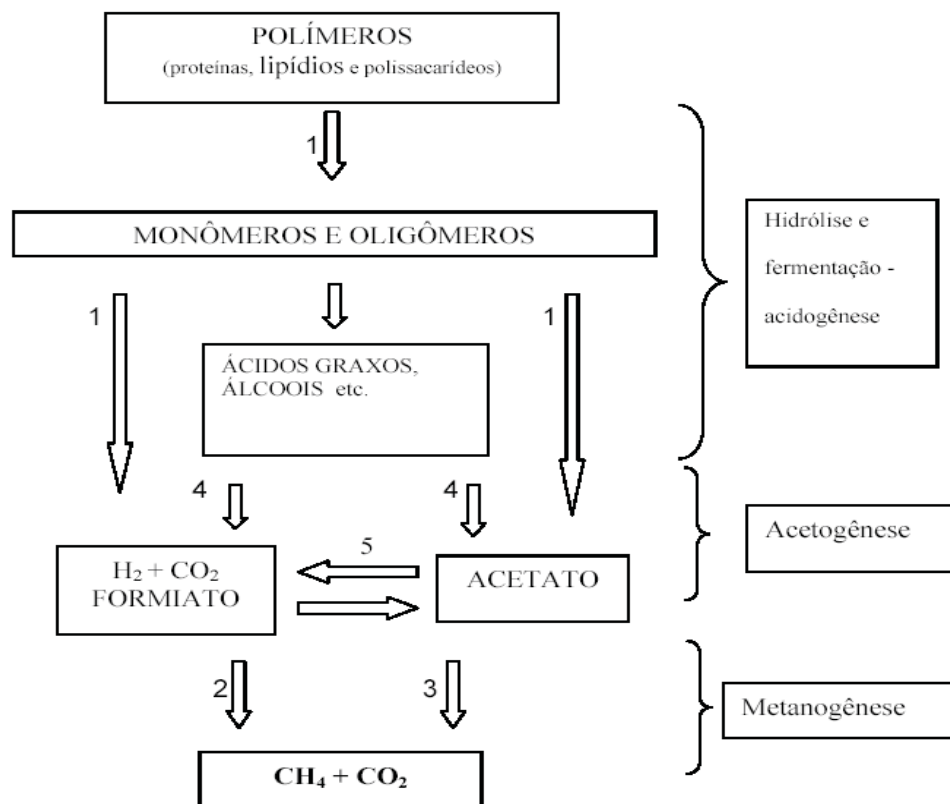 POLÍMEROS
(proteínas, lipídios e polissacarídeos)
1
MONÔMEROS E OLIGÔMEROS
1
1
Hidrólise e
fermentação -
acidogênese
ÁCIDOS GRAXOS,
ÁLCOOIS etc.
4
4
H₂ + CO₂
FORMIATO
5
ACETATO
Acetogênese
2
3
Metanogênese
CH₄ + CO₂